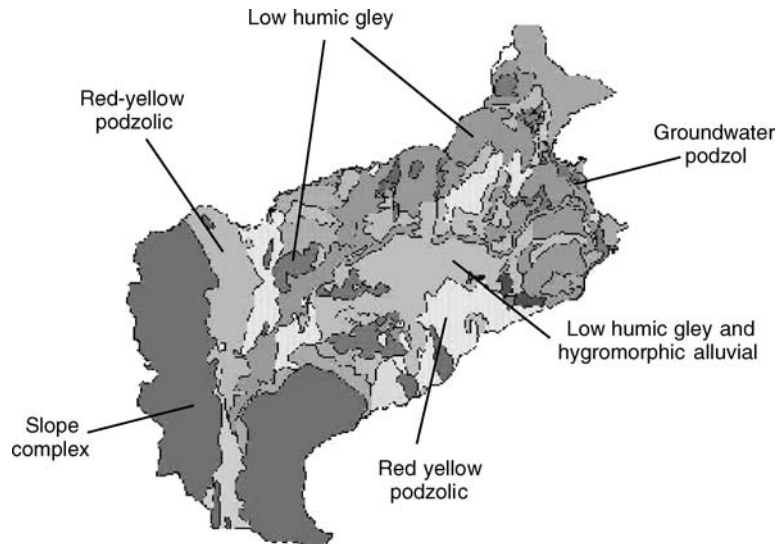 Low humic gley
Red-yellow
podzolic
Groundwater
podzol
Low humic gley and
hygromorphic alluvial
Slope
complex
Red yellow
podzolic